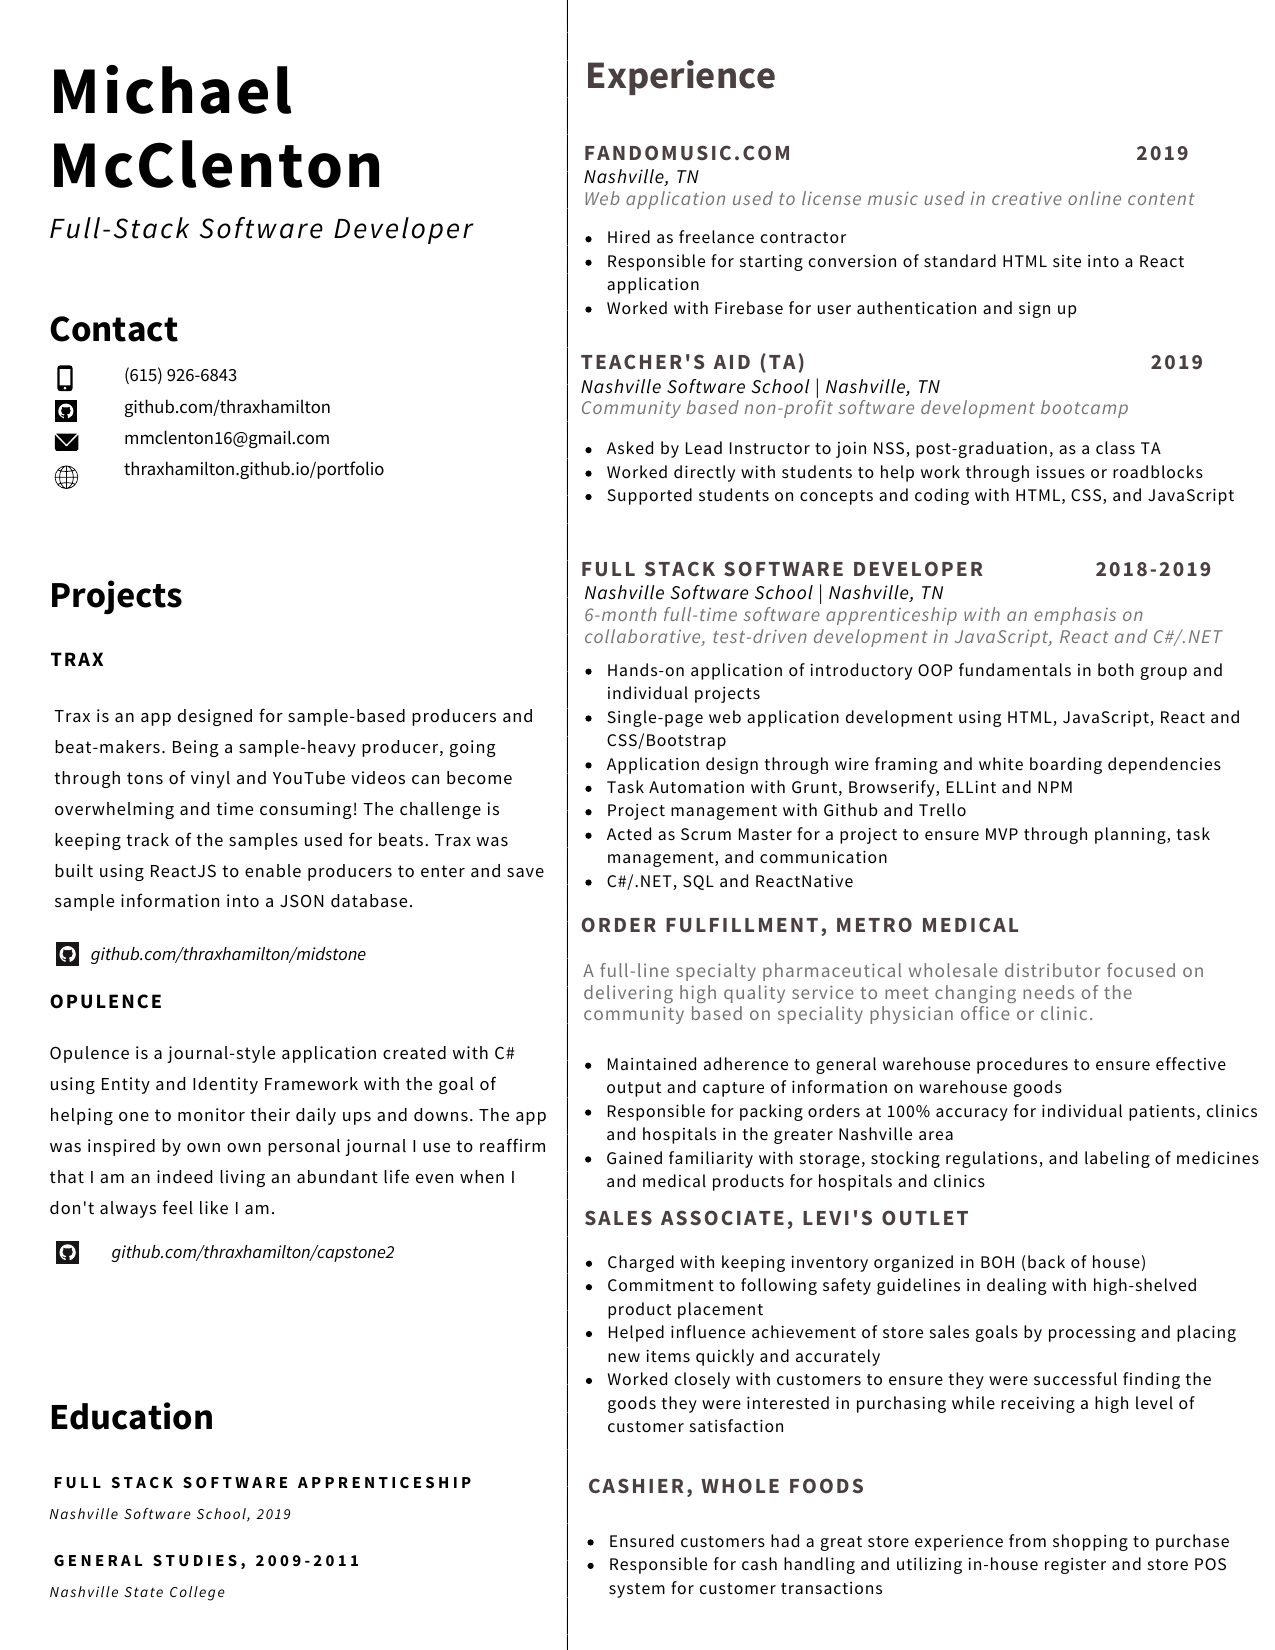 Michael
McClenton
Full-Stack Software Developer
Contact
(615) 926-6843
github.com/thraxhamilton
mmclenton16@gmail.com
thraxhamilton.github.io/portfolio
Projects
TRAX
Trax is an app designed for sample-based producers and
beat-makers. Being a sample-heavy producer, going
through tons of vinyl and YouTube videos can become
overwhelming and time consuming! The challenge is
keeping track of the samples used for beats. Trax was
built using ReactJS to enable producers to enter and save
sample information into a JSON database.
github.com/thraxhamilton/midstone
OPULENCE
Opulence is a journal-style application created with C#
using Entity and Identity Framework with the goal of
helping one to monitor their daily ups and downs. The app
was inspired by own own personal journal I use to reaffirm
that I am an indeed living an abundant life even when I
don't always feel like I am.
github.com/thraxhamilton/capstone2
Education
FULL STACK SOFTWARE APPRENTICESHIP
Nashville Software School, 2019
GENERAL STUDIES, 2009-2011
Nashville State College
Experience
FANDOMUSIC.COM 2019
Nashville, TN
Web application used to license music used in creative online content
• Hired as freelance contractor
• Responsible for starting conversion of standard HTML site into a React
application
• Worked with Firebase for user authentication and sign up
TEACHER'S AID (TA) 2019
Nashville Software School | Nashville, TN
Community based non-profit software development bootcamp
• Asked by Lead Instructor to join NSS, post-graduation, as a class TA
• Worked directly with students to help work through issues or roadblocks
• Supported students on concepts and coding with HTML, CSS, and JavaScript
FULL STACK SOFTWARE DEVELOPER 2018-2019
Nashville Software School | Nashville, TN
6-month full-time software apprenticeship with an emphasis on
collaborative, test-driven development in JavaScript, React and C#/.NET
• Hands-on application of introductory OOP fundamentals in both group and
individual projects
• Single-page web application development using HTML, JavaScript, React and
CSS/Bootstrap
• Application design through wire framing and white boarding dependencies
• Task Automation with Grunt, Browserify, ELLint and NPM
• Project management with Github and Trello
• Acted as Scrum Master for a project to ensure MVP through planning, task
management, and communication
• C#/.NET, SQL and ReactNative
ORDER FULFILLMENT, METRO MEDICAL
A full-line specialty pharmaceutical wholesale distributor focused on
delivering high quality service to meet changing needs of the
community based on speciality physician office or clinic.
• Maintained adherence to general warehouse procedures to ensure effective
output and capture of information on warehouse goods
• Responsible for packing orders at 100% accuracy for individual patients, clinics
and hospitals in the greater Nashville area
• Gained familiarity with storage, stocking regulations, and labeling of medicines
and medical products for hospitals and clinics
SALES ASSOCIATE, LEVI'S OUTLET
• Charged with keeping inventory organized in BOH (back of house)
• Commitment to following safety guidelines in dealing with high-shelved
product placement
• Helped influence achievement of store sales goals by processing and placing
new items quickly and accurately
• Worked closely with customers to ensure they were successful finding the
goods they were interested in purchasing while receiving a high level of
customer satisfaction
CASHIER, WHOLE FOODS
• Ensured customers had a great store experience from shopping to purchase
• Responsible for cash handling and utilizing in-house register and store POS
system for customer transactions